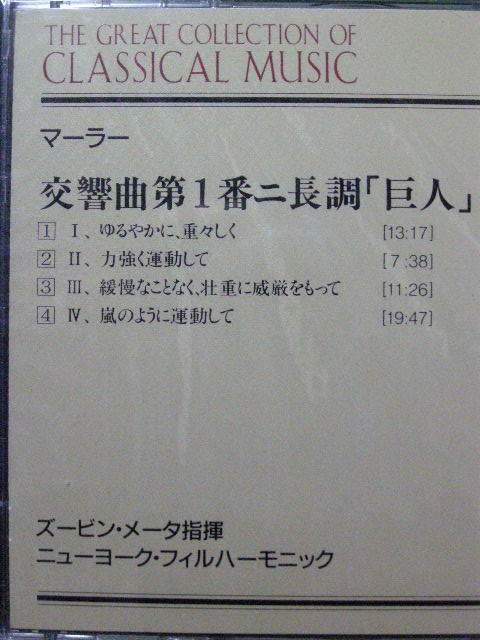 THE GREAT COLLECTION OF
CLASSICAL MUSIC
マーラー
交響曲第1番ニ長調「巨人」
1 Ⅰ、ゆるやかに、重々しく [13:17]
2 Ⅱ、力強く運動して [7:38]
3 Ⅲ、緩慢なことなく、壮重に威厳をもって [11:26]
4 Ⅳ、嵐のように運動して [19:47]
ズービン・メータ指揮
ニューヨーク・フィルハーモニック